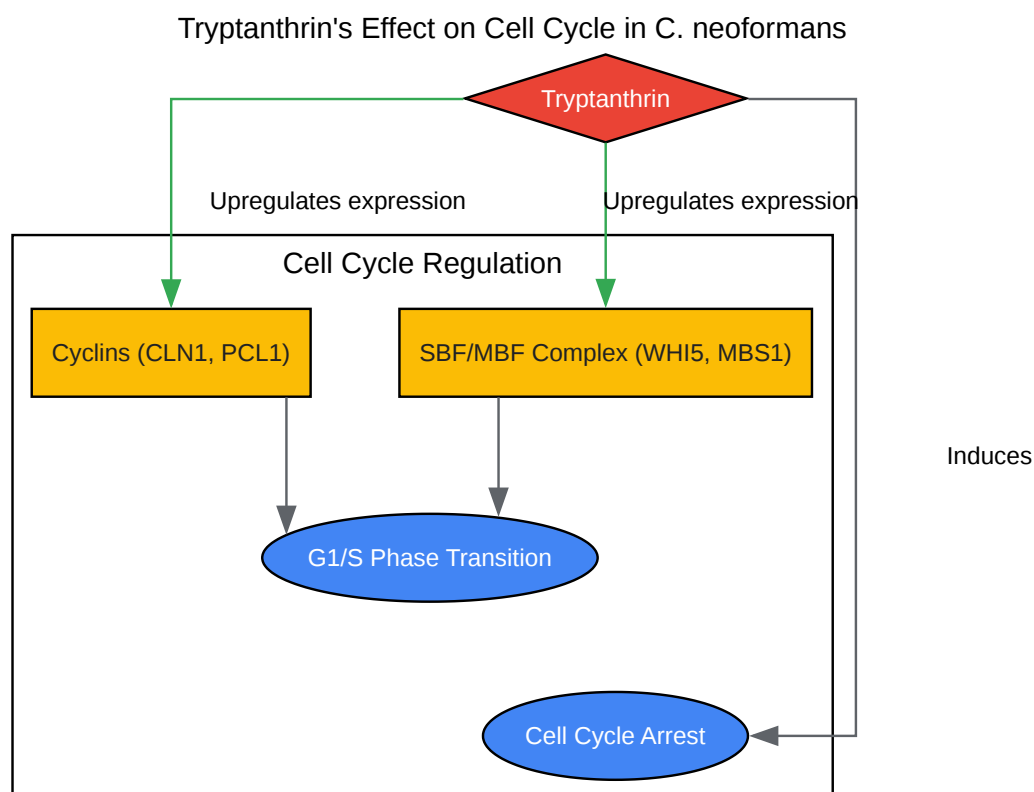 Tryptanthrin's Effect on Cell Cycle in C. neoformans
Tryptanthrin
Upregulates expression
Upregulates expression
Cell Cycle Regulation
Cyclins (CLN1, PCL1)
SBF/MBF Complex (WHI5, MBS1)
Induces
G1/S Phase Transition
Cell Cycle Arrest